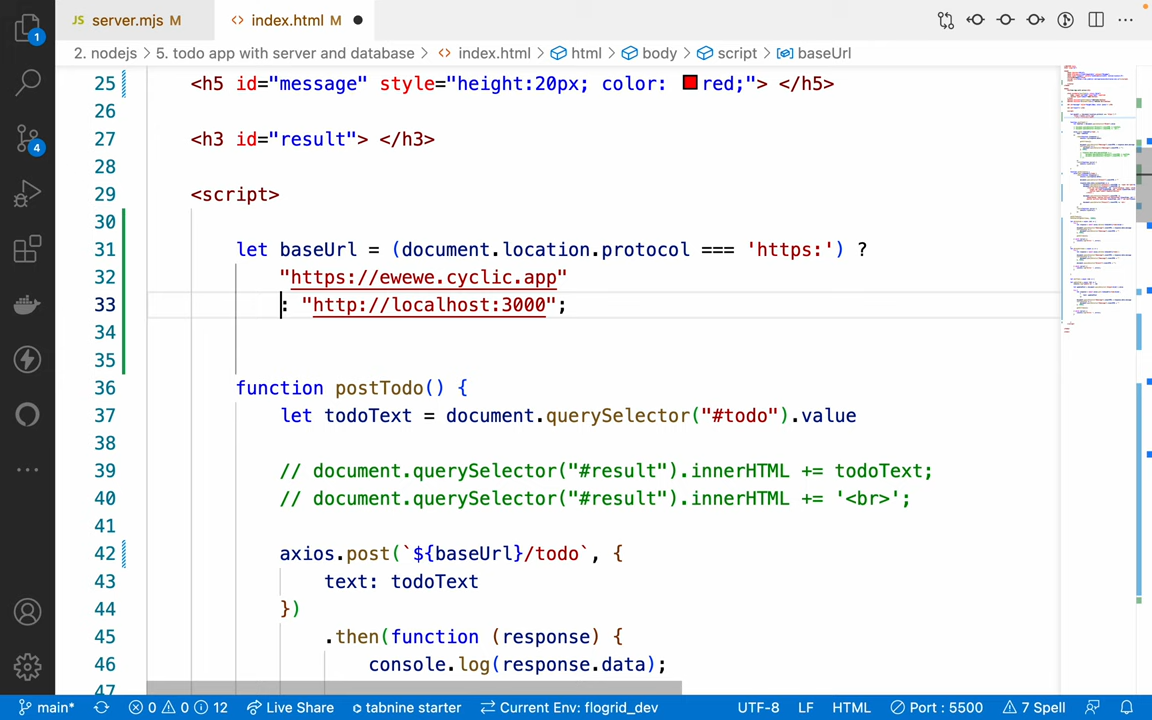 JS server.mjs M
<> index.html M
2. nodejs > 5. todo app with server and database > <> index.html > html > body > script > baseUrl
1
4
25 <h5 id="message" style="height:20px; color: red;"> </h5>
26
27 <h3 id="result"> </h3>
28
29 <script>
30
31 let baseUrl = (document.location.protocol === 'https:') ?
32 "https://ewewe.cyclic.app"
33 : "http://localhost:3000";
34
35
36 function postTodo() {
37 let todoText = document.querySelector("#todo").value
38
39 // document.querySelector("#result").innerHTML += todoText;
40 // document.querySelector("#result").innerHTML += '<br>';
41
42 axios.post(`${baseUrl}/todo`, {
43 text: todoText
44 })
45 .then(function (response) {
46 console.log(response.data);
47
main* 0 0 12 Live Share tabnine starter Current Env: flogrid_dev UTF-8 LF HTML Port : 5500 7 Spell